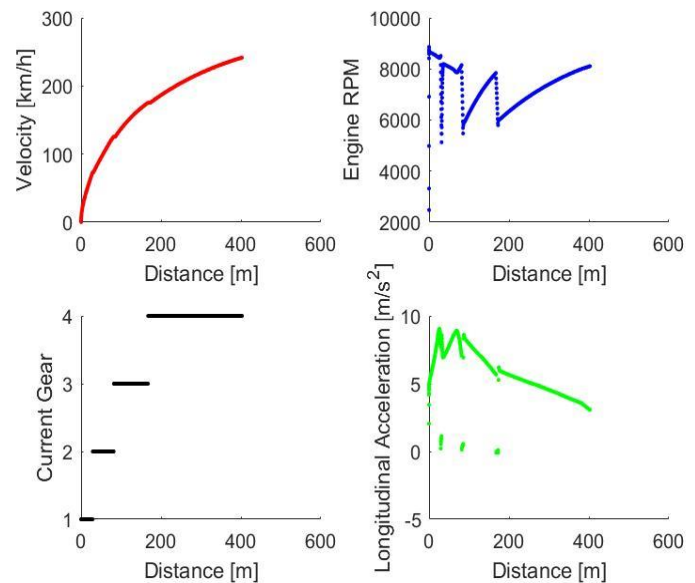 Velocity [km/h]
300
200
100
0
0 200 400 600
Distance [m]
Engine RPM
10000
8000
6000
4000
2000
0 200 400 600
Distance [m]
Current Gear
4
3
2
1
0 200 400 600
Distance [m]
Longitudinal Acceleration [m/s²]
10
5
0
-5
0 200 400 600
Distance [m]